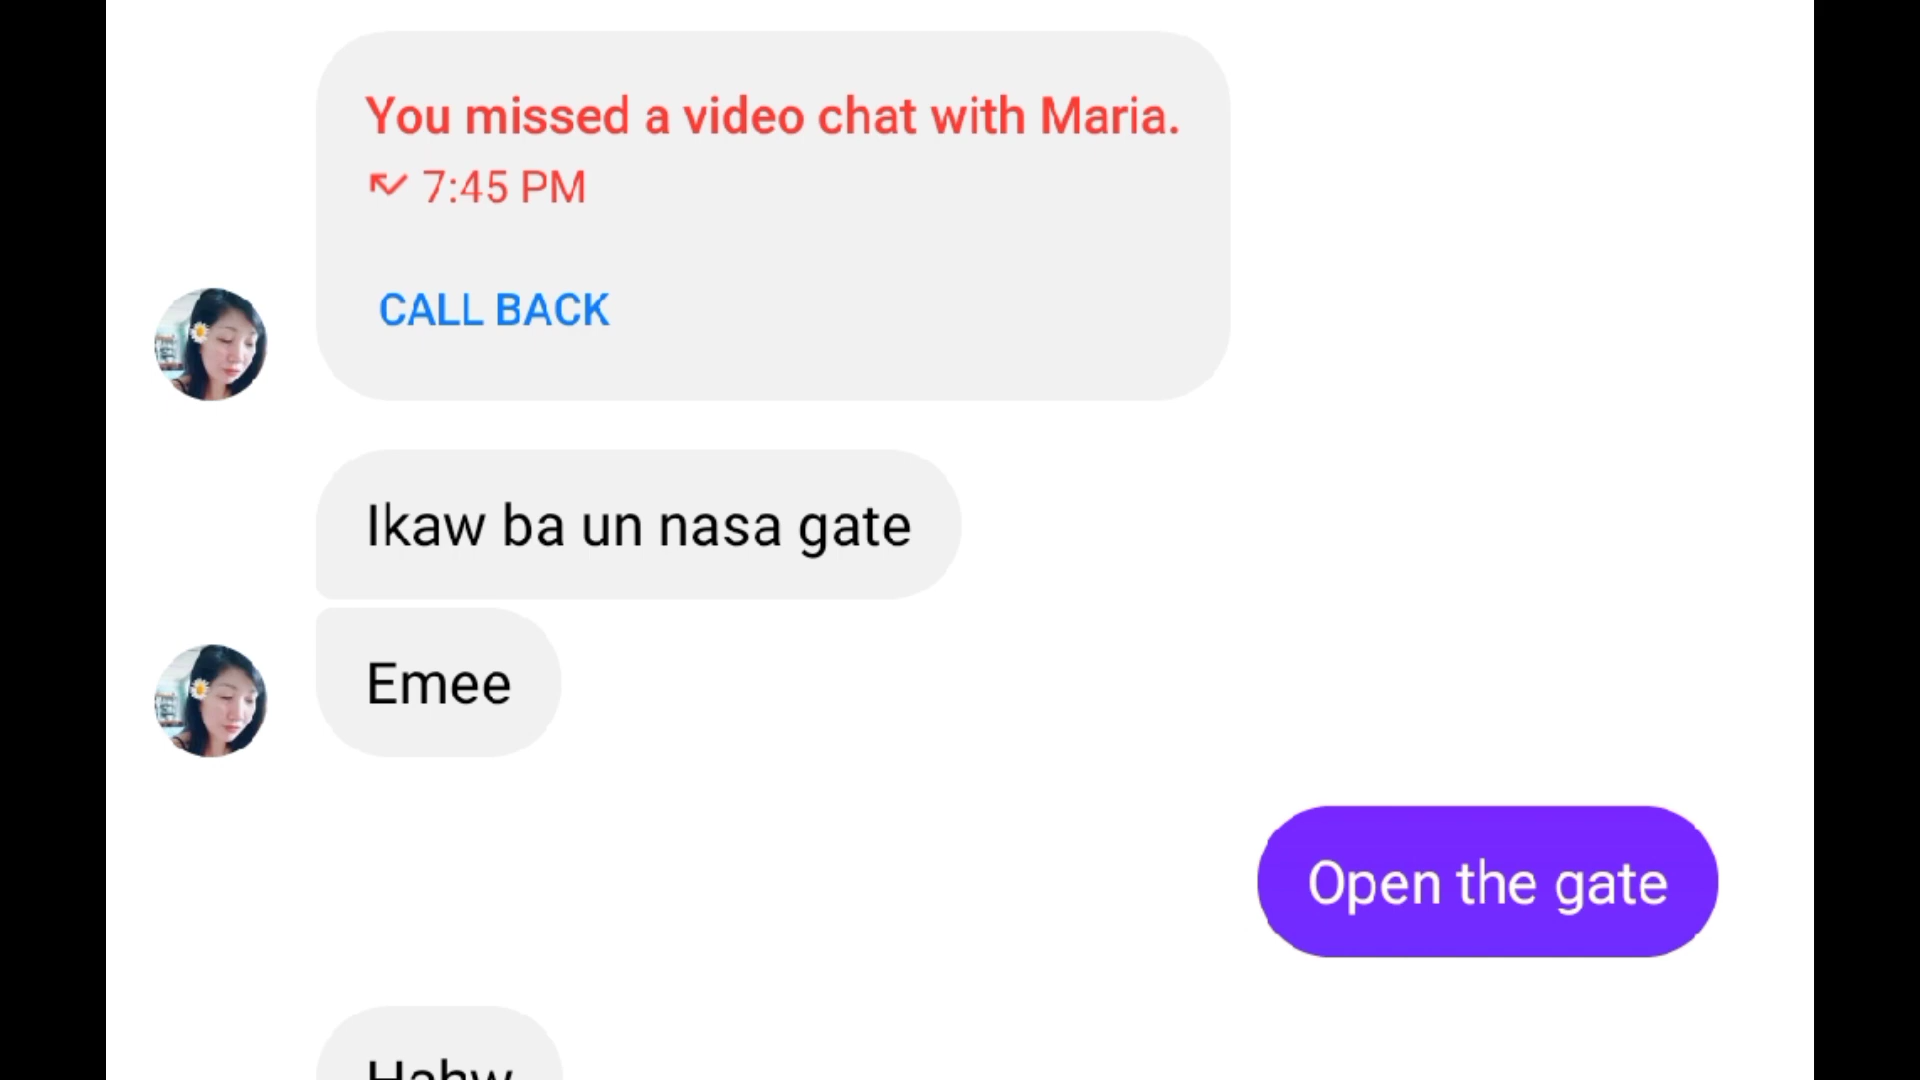 You missed a video chat with Maria.
7:45 PM
CALL BACK
Ikaw ba un nasa gate
Emee
Open the gate